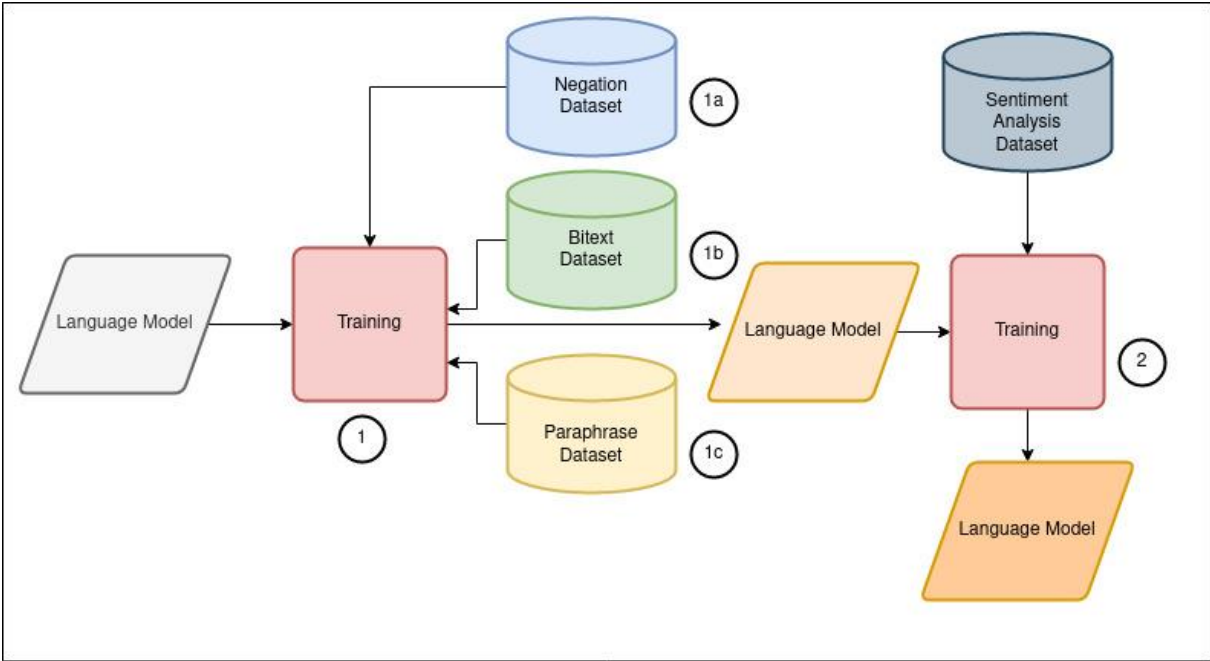 Negation
Dataset
1a
Sentiment
Analysis
Dataset
Bitext
Dataset
1b
Language Model
Training
Language Model
Training
2
1
Paraphrase
Dataset
1c
Language Model